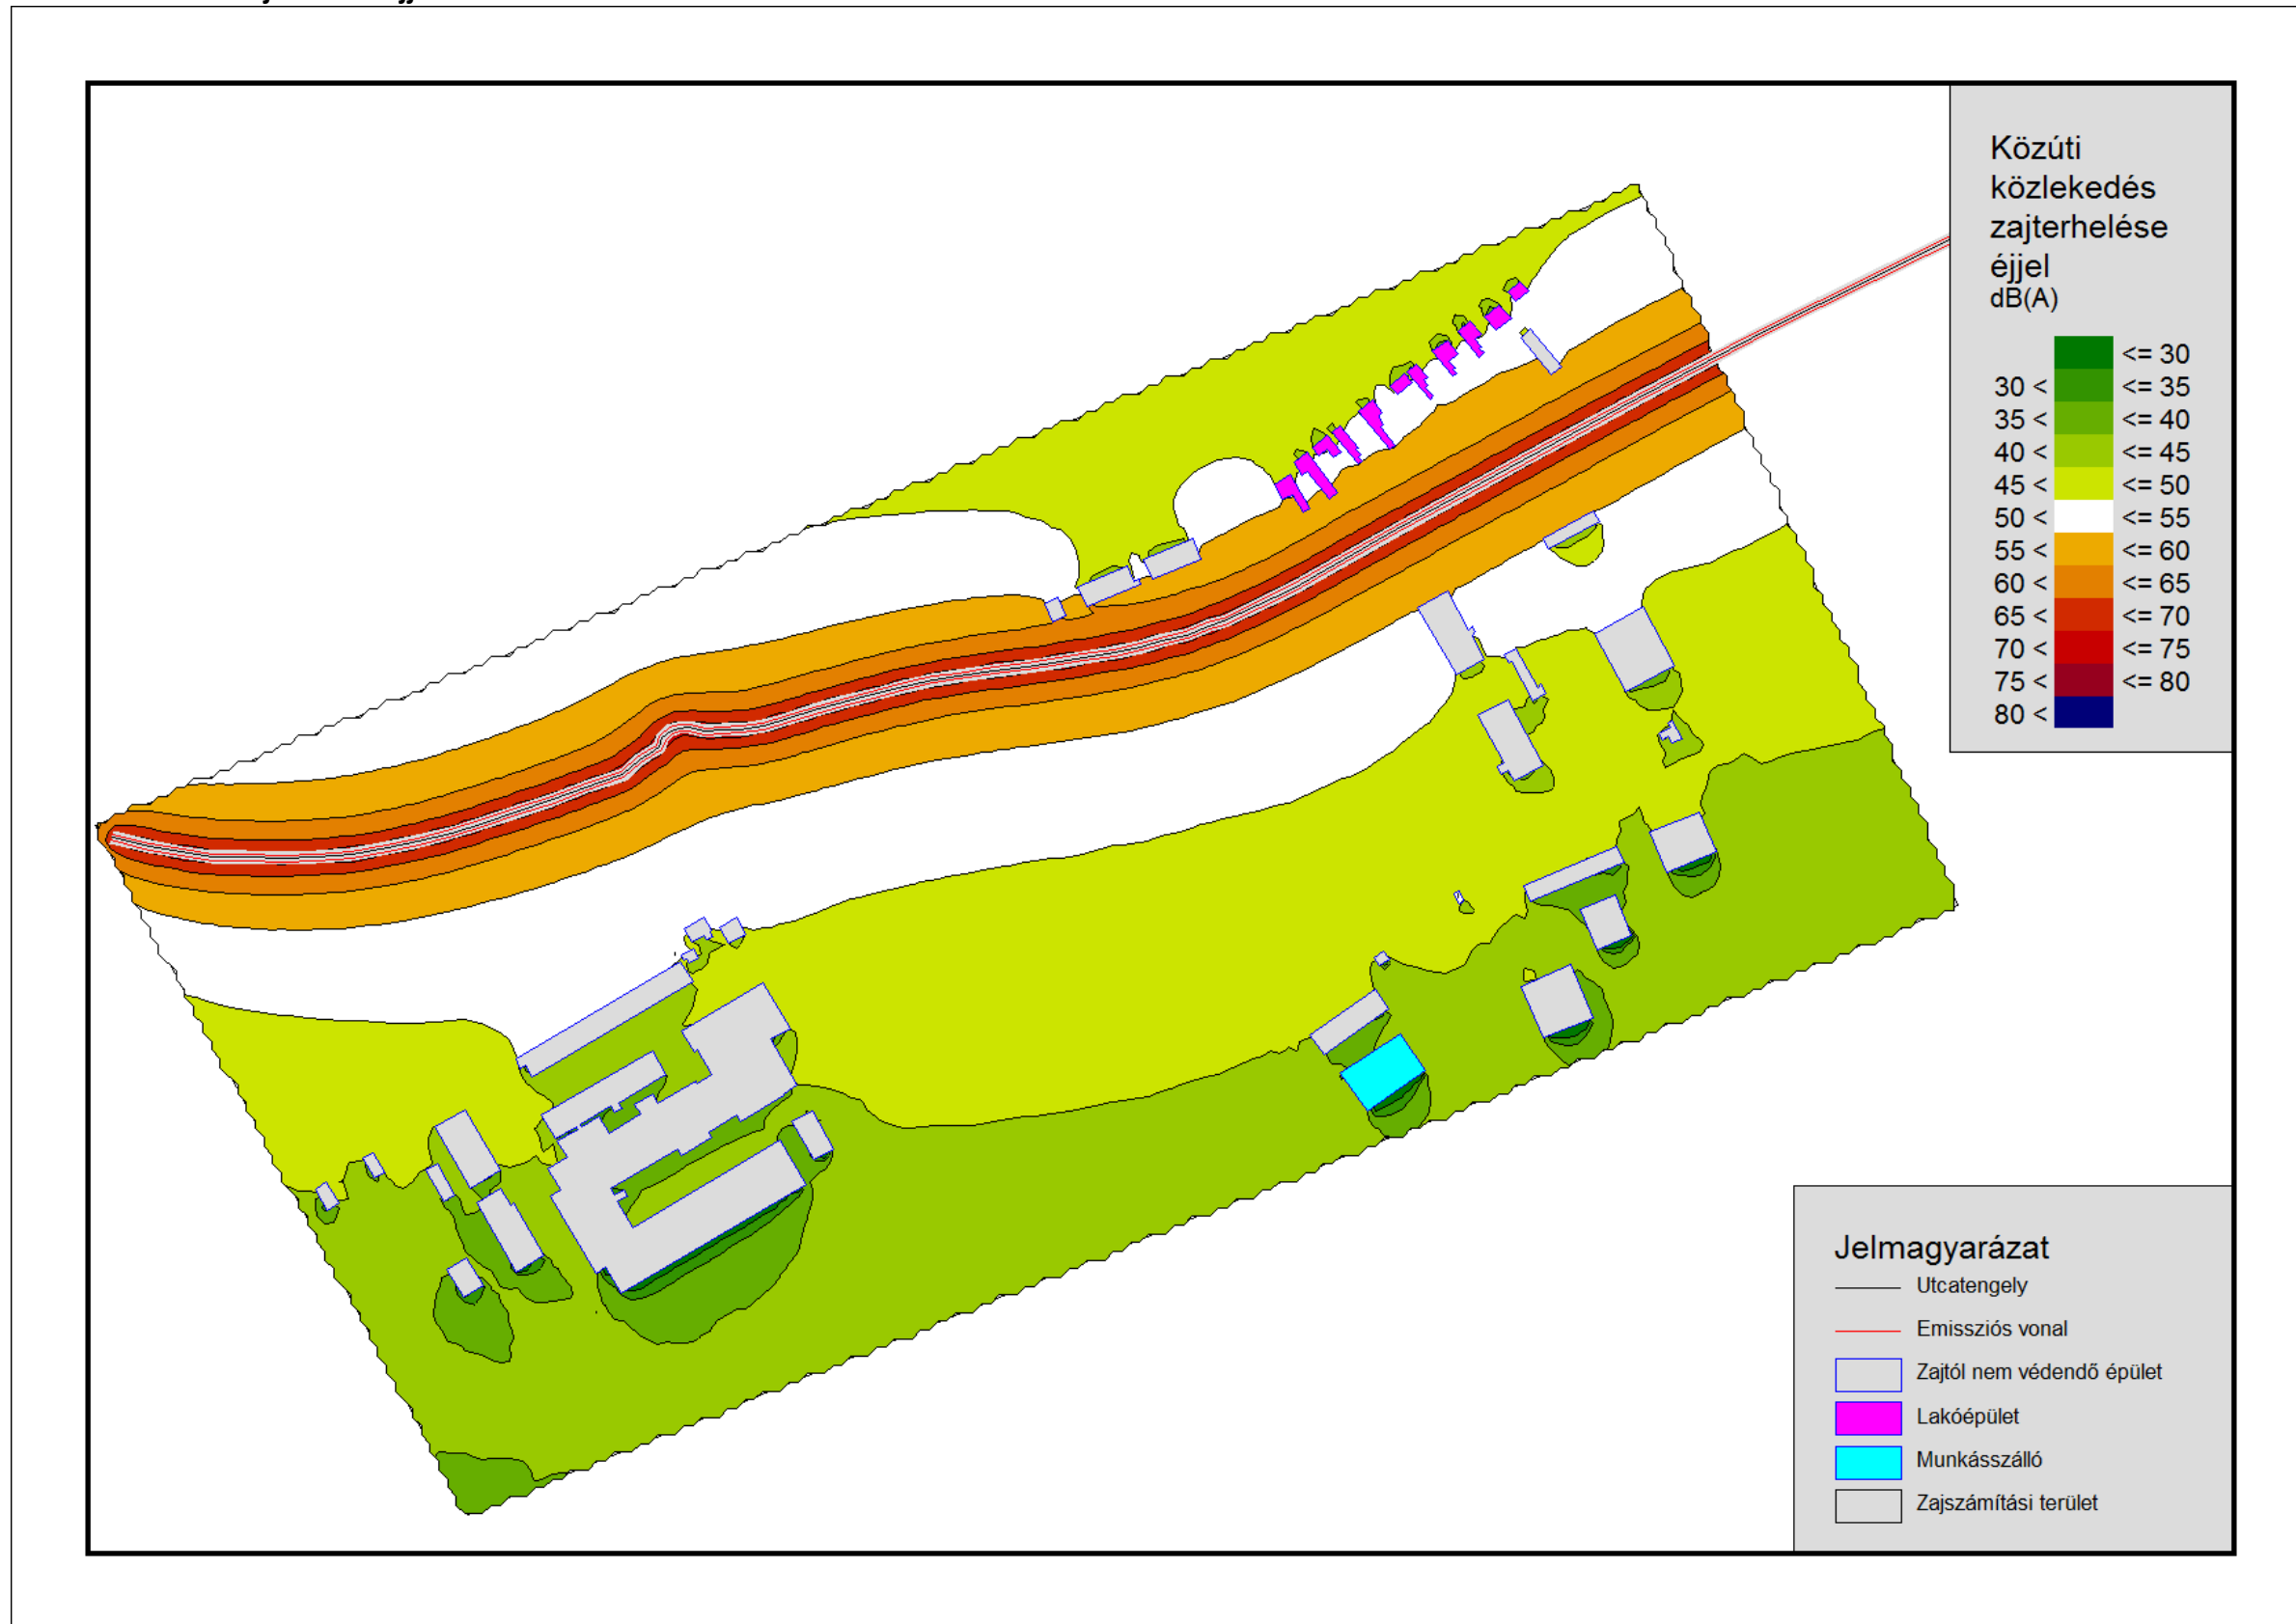 Közúti
közlekedés
zajterhelése
éjjel
dB(A)
<= 30
30 < <= 35
35 < <= 40
40 < <= 45
45 < <= 50
50 < <= 55
55 < <= 60
60 < <= 65
65 < <= 70
70 < <= 75
75 < <= 80
80 <
Jelmagyarázat
Utcatengely
Emissziós vonal
Zajtól nem védendő épület
Lakóépület
Munkásszálló
Zajszámítási terület